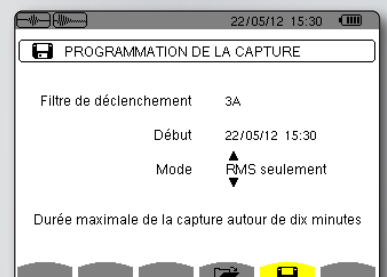 22/05/12 15:30
PROGRAMMATION DE LA CAPTURE
Filtre de déclenchement 3A
Début 22/05/12 15:30
Mode RMS seulement
Durée maximale de la capture autour de dix minutes